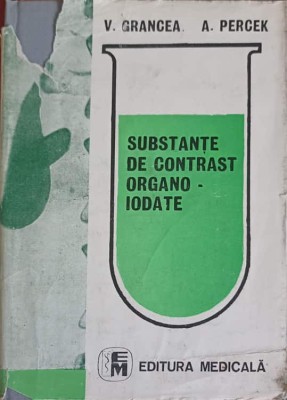 V. GRANCEA A. PERCEK
SUBSTANȚE
DE CONTRAST
ORGANO -
IODATE
EM EDITURA MEDICALĂ